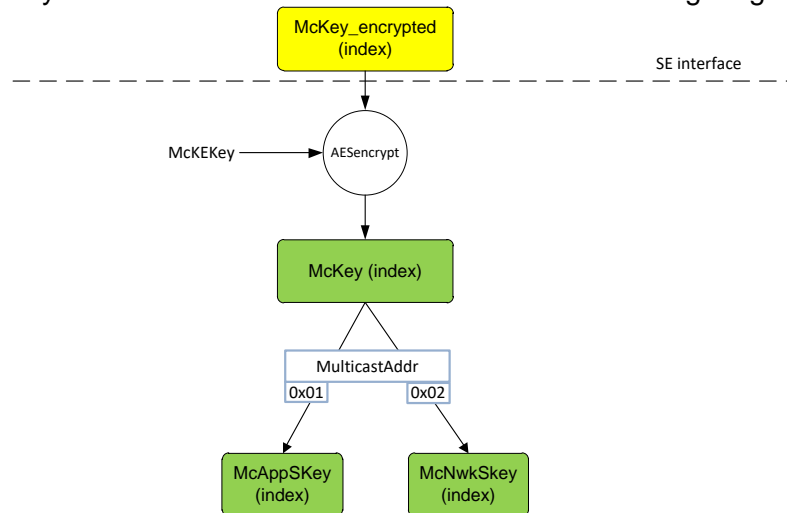 McKey_encrypted
(index)
SE interface
McKEKey
AESencrypt
McKey (index)
MulticastAddr
0x01
0x02
McAppSKey
(index)
McNwkSkey
(index)